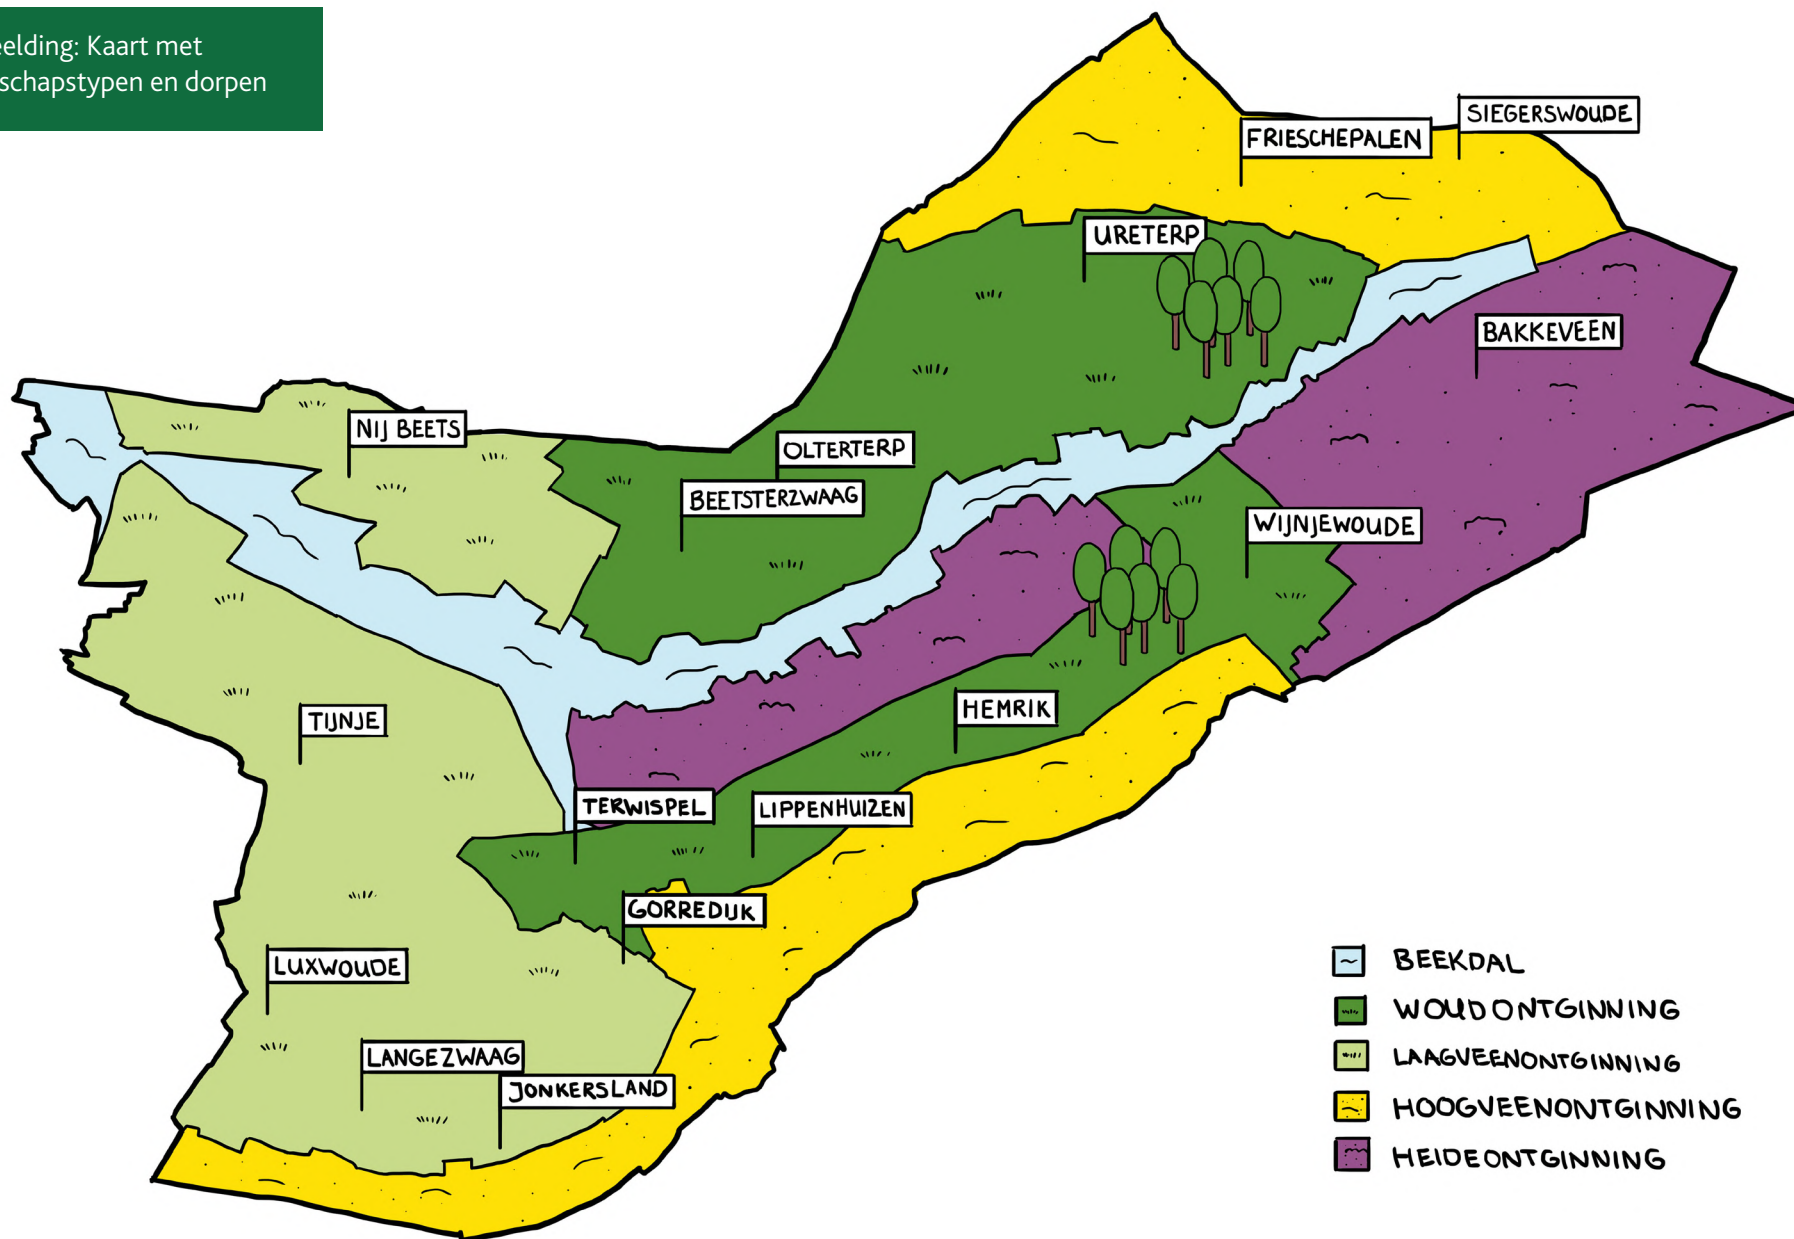 eelding: Kaart met
schapstypen en dorpen
SIEGERSWOUDE
FRIESCHEPALEN
URETERP
BAKKEVEEN
NIJ BEETS
OLTERTERP
BEETSTERZWAAG
WIJNJEWOUDE
HEMRIK
TIJNJE
TERWISPEL
LIPPENHUIZEN
GORREDIJK
LUXWOUDE
LANGEZWAAG
JONKERSLAND
BEEKDAL
WOUDONTGINNING
LAAGVEENONTGINNING
HOOGVEENONTGINNING
HEIDEONTGINNING